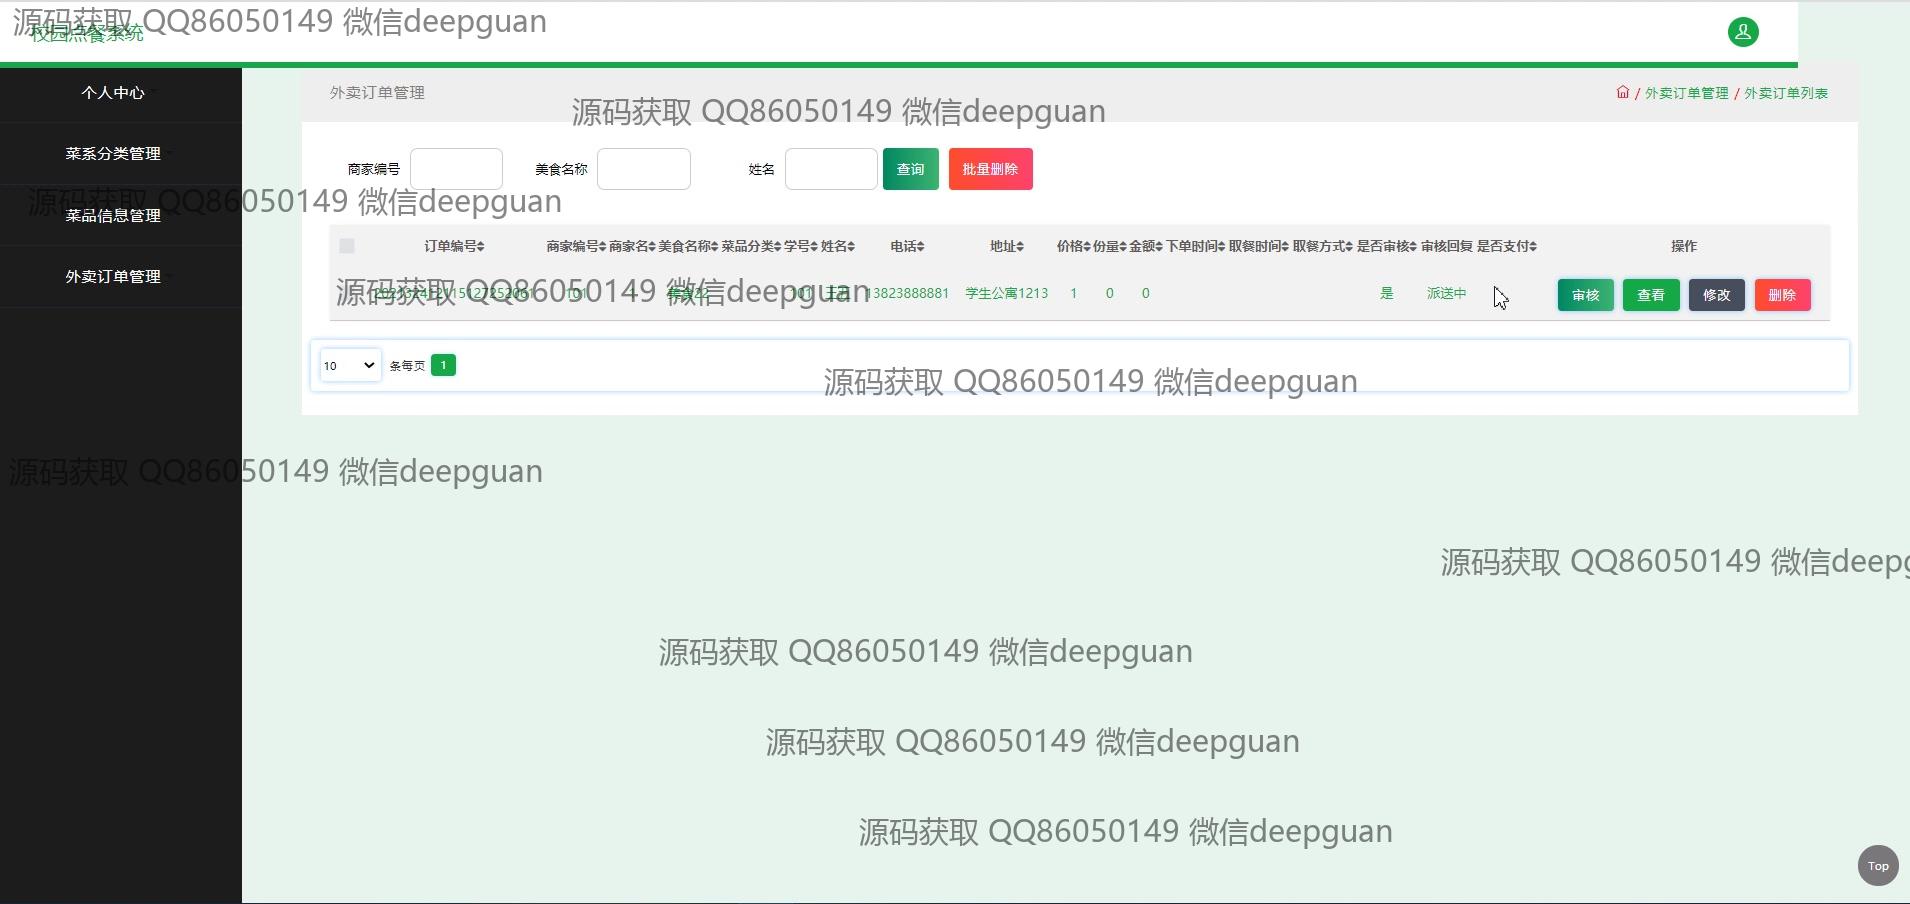 源码获取 QQ86050149 微信deepguan
校园点餐系统
个人中心
外卖订单管理
/ 外卖订单管理 / 外卖订单列表
源码获取 QQ86050149 微信deepguan
菜系分类管理
商家编号 美食名称 姓名 查询 批量删除
源码获取 QQ86050149 微信deepguan
菜品信息管理
订单编号 商家编号 商家名 美食名称 菜品分类 学号 姓名 电话 地址 价格 份量 金额 下单时间 取餐时间 取餐方式 是否审核 审核回复 是否支付 操作
外卖订单管理
源码获取 QQ86050149 微信deepguan
101 101 13823888881 学生公寓1213 1 0 0 是 派送中 审核 查看 修改 删除
10 条每页 1
源码获取 QQ86050149 微信deepguan
源码获取 QQ86050149 微信deepguan
源码获取 QQ86050149 微信deepg
源码获取 QQ86050149 微信deepguan
源码获取 QQ86050149 微信deepguan
源码获取 QQ86050149 微信deepguan
Top